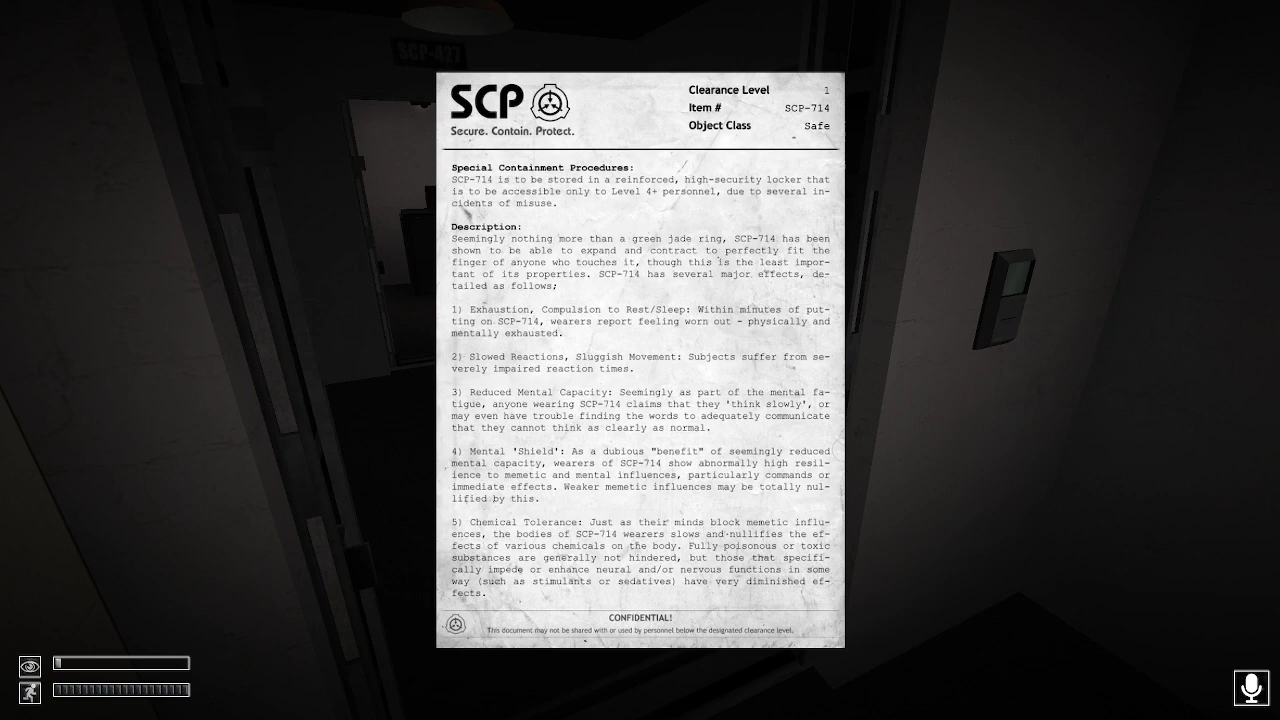 SCP-427
SCP
Secure. Contain. Protect.
Clearance Level 1
Item # SCP-714
Object Class Safe
Special Containment Procedures:
SCP-714 is to be stored in a reinforced, high-security locker that
is to be accessible only to Level 4+ personnel, due to several in-
cidents of misuse.
Description:
Seemingly nothing more than a green jade ring, SCP-714 has been
shown to be able to expand and contract to perfectly fit the
finger of anyone who touches it, though this is the least impor-
tant of its properties. SCP-714 has several major effects, de-
tailed as follows;
1) Exhaustion, Compulsion to Rest/Sleep: Within minutes of put-
ting on SCP-714, wearers report feeling worn out - physically and
mentally exhausted.
2) Slowed Reactions, Sluggish Movement: Subjects suffer from se-
verely impaired reaction times.
3) Reduced Mental Capacity: Seemingly as part of the mental fa-
tigue, anyone wearing SCP-714 claims that they 'think slowly', or
may even have trouble finding the words to adequately communicate
that they cannot think as clearly as normal.
4) Mental 'Shield': As a dubious "benefit" of seemingly reduced
mental capacity, wearers of SCP-714 show abnormally high resil-
ience to memetic and mental influences, particularly commands or
immediate effects. Weaker memetic influences may be totally nul-
lified by this.
5) Chemical Tolerance: Just as their minds block memetic influ-
ences, the bodies of SCP-714 wearers slows and nullifies the ef-
fects of various chemicals on the body. Fully poisonous or toxic
substances are generally not hindered, but those that specifi-
cally impede or enhance neural and/or nervous functions in some
way (such as stimulants or sedatives) have very diminished ef-
fects.
CONFIDENTIAL!
This document may not be shared with or used by personnel below the designated clearance level.